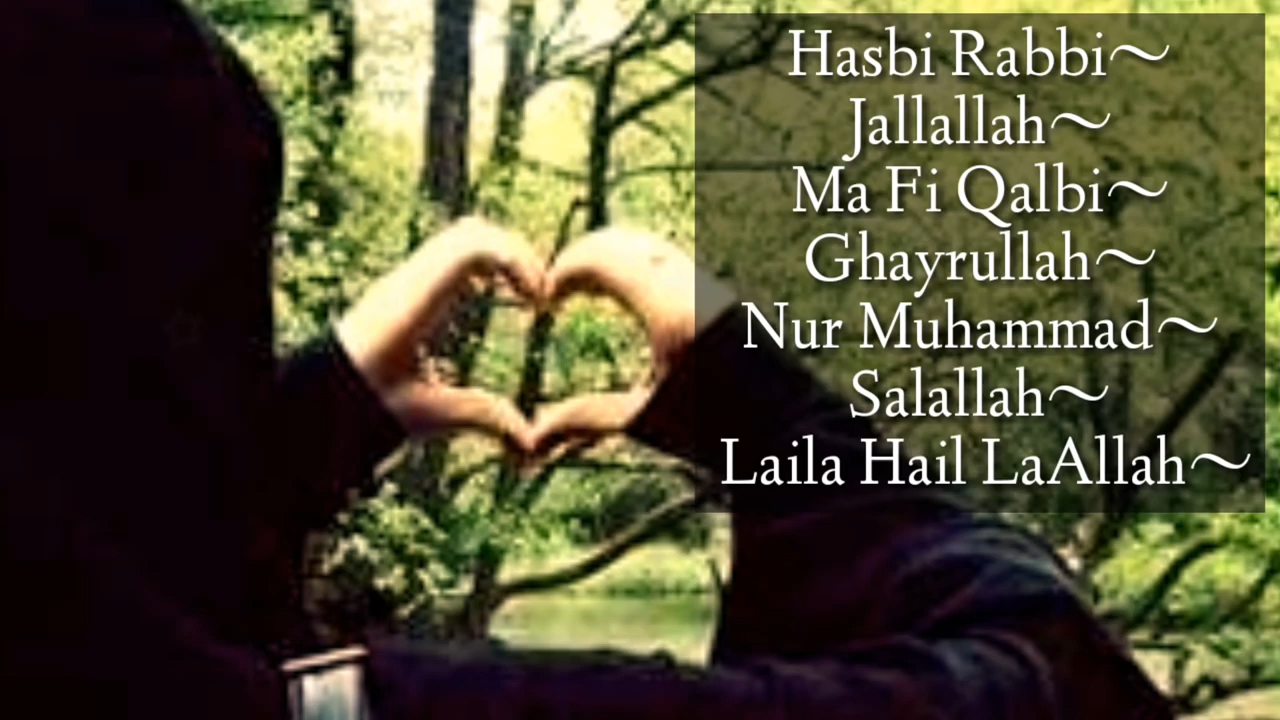 Hasbi Rabbi~
Jallallah~
Ma Fi Qalbi~
Ghayrullah~
Nur Muhammad~
Salallah~
Laila Hail LaAllah~